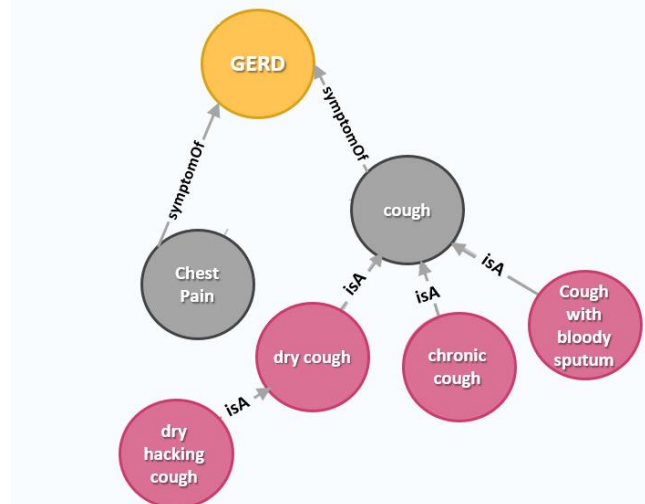 GERD
symptomOf
symptomOf
cough
Chest
Pain
isA
isA
isA
Cough
with
bloody
sputum
dry cough
chronic
cough
isA
dry
hacking
cough